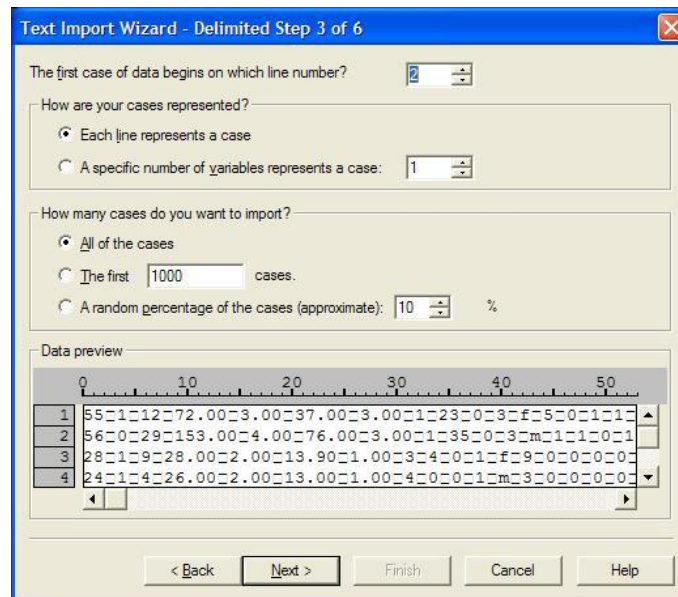 Text Import Wizard - Delimited Step 3 of 6
The first case of data begins on which line number? 2
How are your cases represented?
Each line represents a case
A specific number of variables represents a case: 1
How many cases do you want to import?
All of the cases
The first 1000 cases.
A random percentage of the cases (approximate): 10 %
Data preview
0 10 20 30 40 50
1 55□1□12□72.00□3.00□37.00□3.00□1□23□0□3□f□5□0□1□1□
2 56□0□29□153.00□4.00□76.00□3.00□1□35□0□3□m□1□1□0□1
3 28□1□9□28.00□2.00□13.90□1.00□3□4□0□1□f□9□0□0□0□0□
4 24□1□4□26.00□2.00□13.00□1.00□4□0□0□1□m□3□0□0□0□0□
< Back Next > Finish Cancel Help